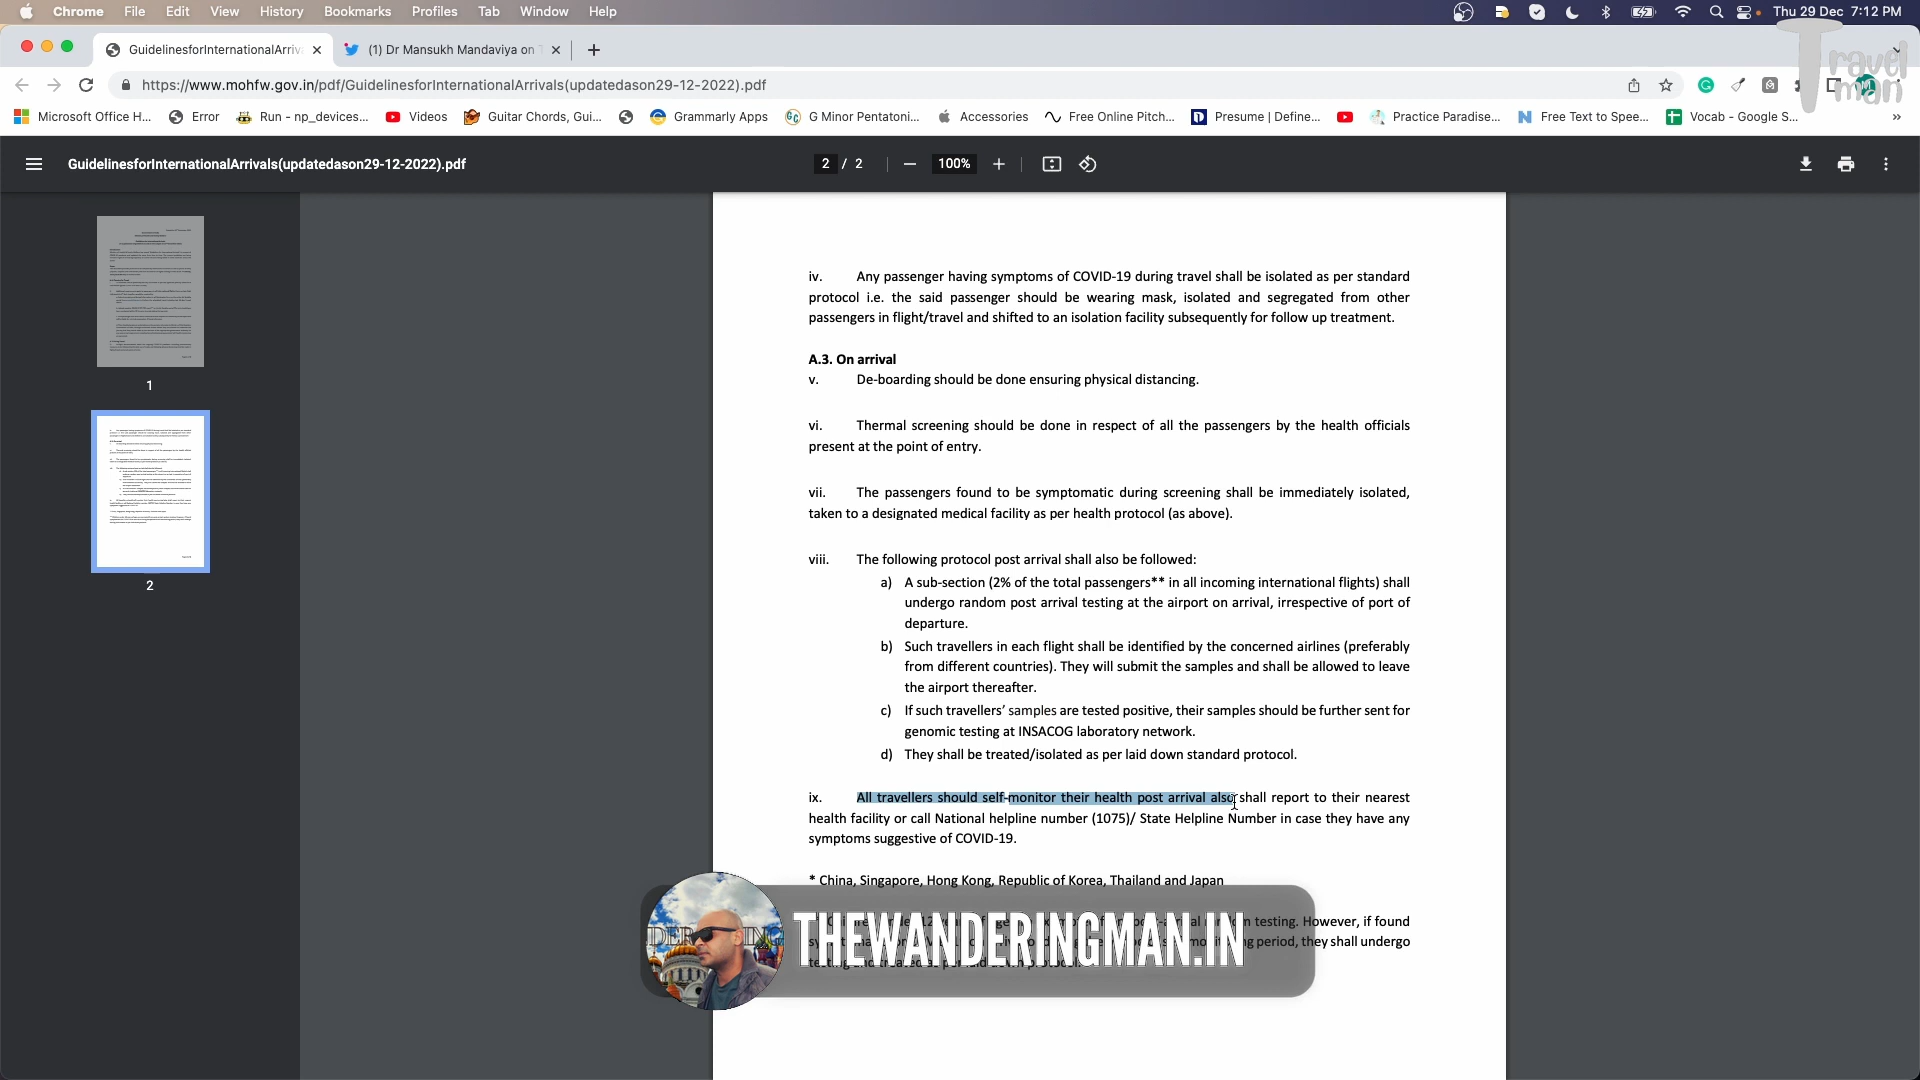 Chrome File Edit View History Bookmarks Profiles Tab Window Help Thu 29 Dec 7:12 PM
GuidelinesforInternationalArriv (1) Dr Mansukh Mandaviya on T
Travel man
https://www.mohfw.gov.in/pdf/GuidelinesforInternationalArrivals(updatedason29-12-2022).pdf
Microsoft Office H... Error Run - np_devices... Videos Guitar Chords, Gui... Grammarly Apps G Minor Pentatoni... Accessories Free Online Pitch... Presume | Define... Practice Paradise... Free Text to Spee... Vocab - Google S... »
GuidelinesforInternationalArrivals(updatedason29-12-2022).pdf 2 / 2 100%
1
2
iv. Any passenger having symptoms of COVID-19 during travel shall be isolated as per standard
protocol i.e. the said passenger should be wearing mask, isolated and segregated from other
passengers in flight/travel and shifted to an isolation facility subsequently for follow up treatment.
A.3. On arrival
v. De-boarding should be done ensuring physical distancing.
vi. Thermal screening should be done in respect of all the passengers by the health officials
present at the point of entry.
vii. The passengers found to be symptomatic during screening shall be immediately isolated,
taken to a designated medical facility as per health protocol (as above).
viii. The following protocol post arrival shall also be followed:
a) A sub-section (2% of the total passengers** in all incoming international flights) shall
undergo random post arrival testing at the airport on arrival, irrespective of port of
departure.
b) Such travellers in each flight shall be identified by the concerned airlines (preferably
from different countries). They will submit the samples and shall be allowed to leave
the airport thereafter.
c) If such travellers’ samples are tested positive, their samples should be further sent for
genomic testing at INSACOG laboratory network.
d) They shall be treated/isolated as per laid down standard protocol.
ix. All travellers should self-monitor their health post arrival also shall report to their nearest
health facility or call National helpline number (1075)/ State Helpline Number in case they have any
symptoms suggestive of COVID-19.
* China, Singapore, Hong Kong, Republic of Korea, Thailand and Japan
testing. However, if found
period, they shall undergo
THEWANDERINGMAN.IN